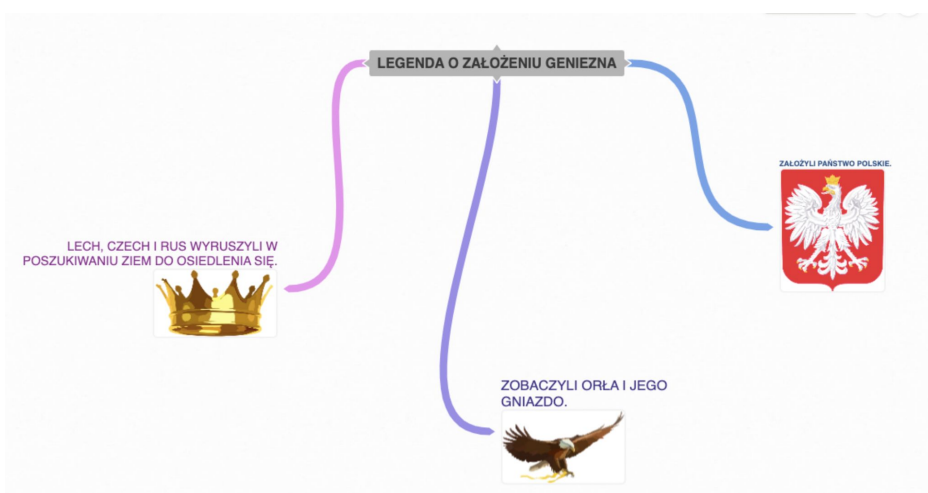 LEGENDA O ZAŁOŻENIU GENIEZNA
ZAŁOŻYLI PAŃSTWO POLSKIE.
LECH, CZECH I RUS WYRUSZYLI W
POSZUKIWANIU ZIEM DO OSIEDLENIA SIĘ.
ZOBACZYLI ORŁA I JEGO
GNIAZDO.